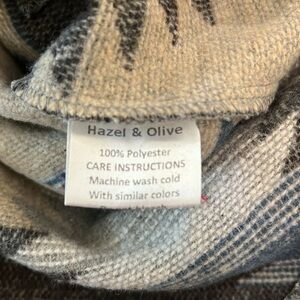 Hazel & Olive
100% Polyester
CARE INSTRUCTIONS
Machine wash cold
With similar colors